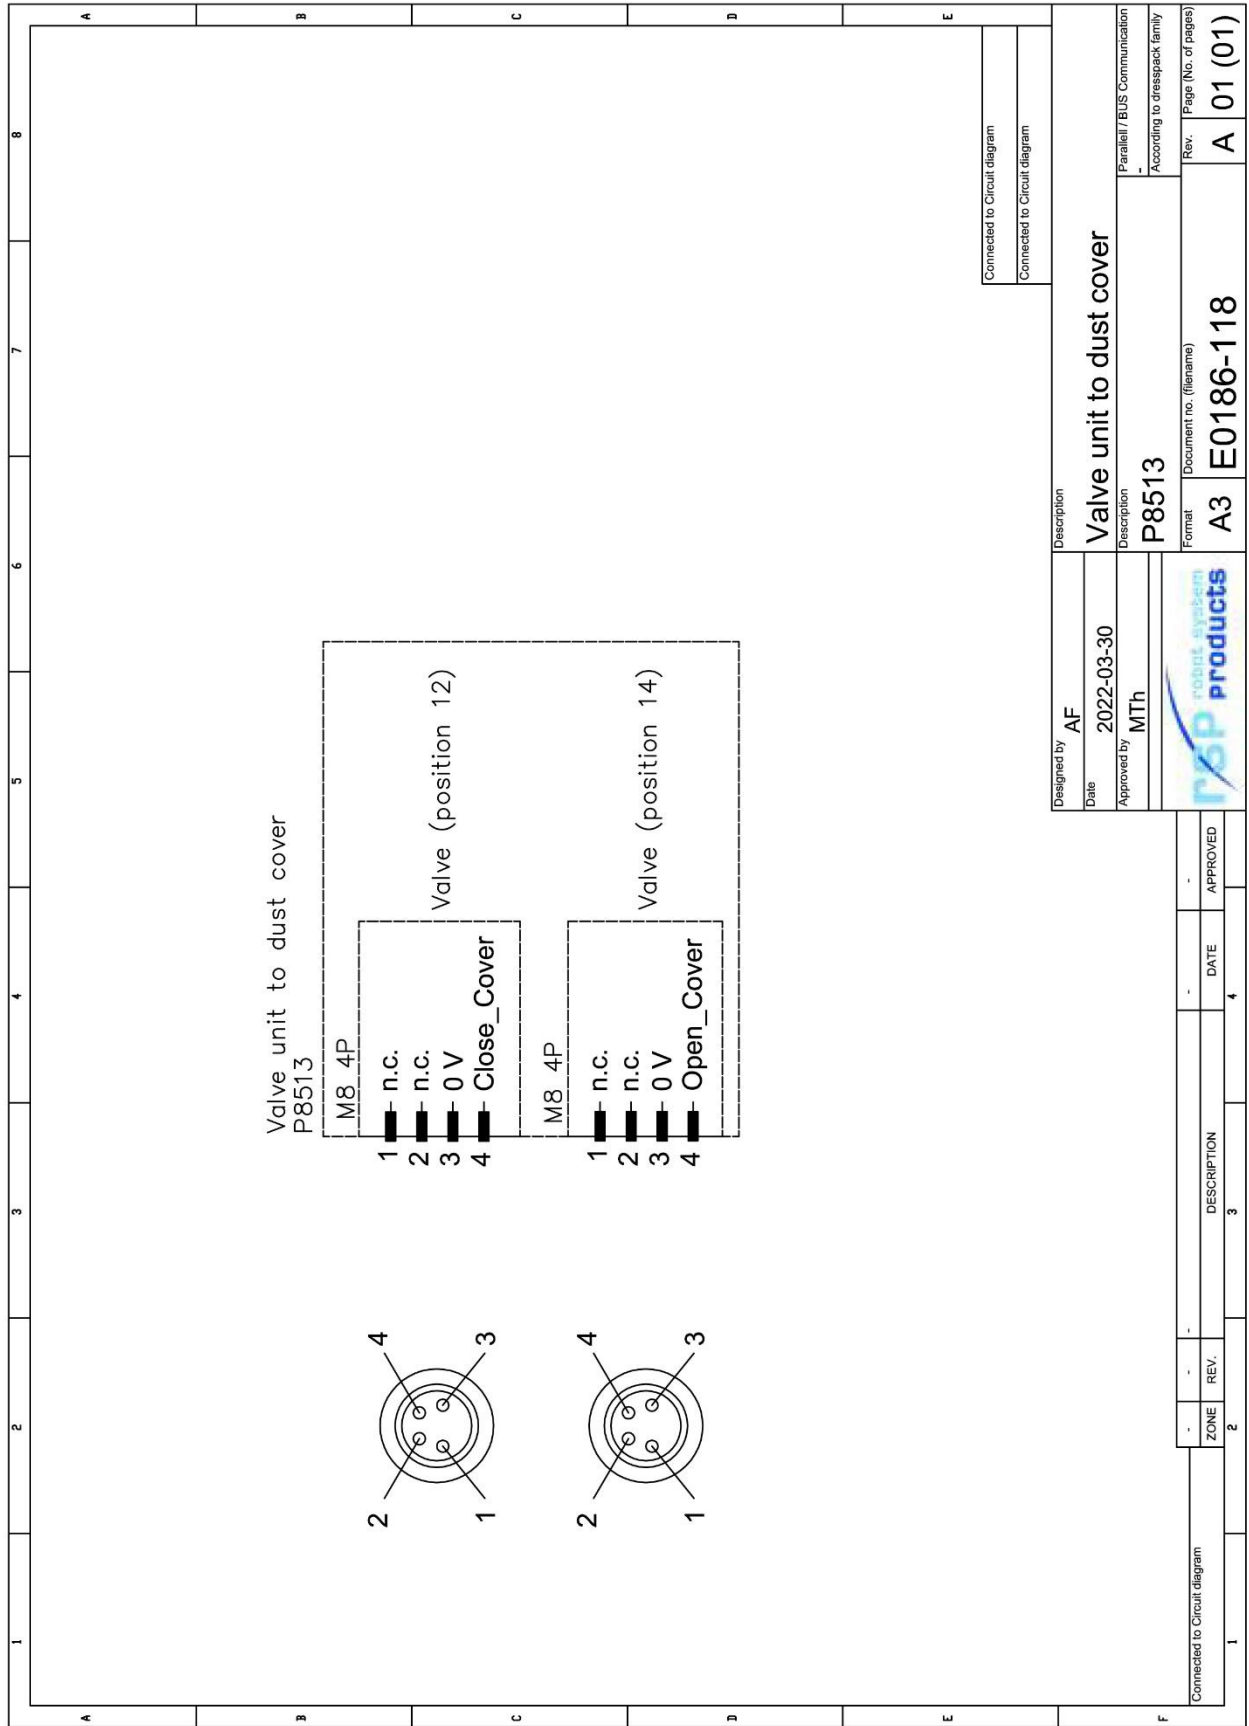 1 2 3 4 5 6 7 8
A
B
C
D
E
A
B
C
D
E
F
Valve unit to dust cover
P8513
M8 4P
1 n.c.
2 n.c.
3 0 V
4 Close_Cover
Valve (position 12)
M8 4P
1 n.c.
2 n.c.
3 0 V
4 Open_Cover
Valve (position 14)
2 4
1 3
2 4
1 3
Connected to Circuit diagram
Connected to Circuit diagram
Designed by
AF
Date
2022-03-30
Approved by
MTh
Description
Valve unit to dust cover
Description
P8513
Parallell / BUS Communication
-
According to dresspack family
rsp robot system
products
Format
A3
Document no. (filename)
E0186-118
Rev.
A
Page (No. of pages)
01 (01)
Connected to Circuit diagram
- - - - -
ZONE REV. DESCRIPTION DATE APPROVED
1 2 3 4